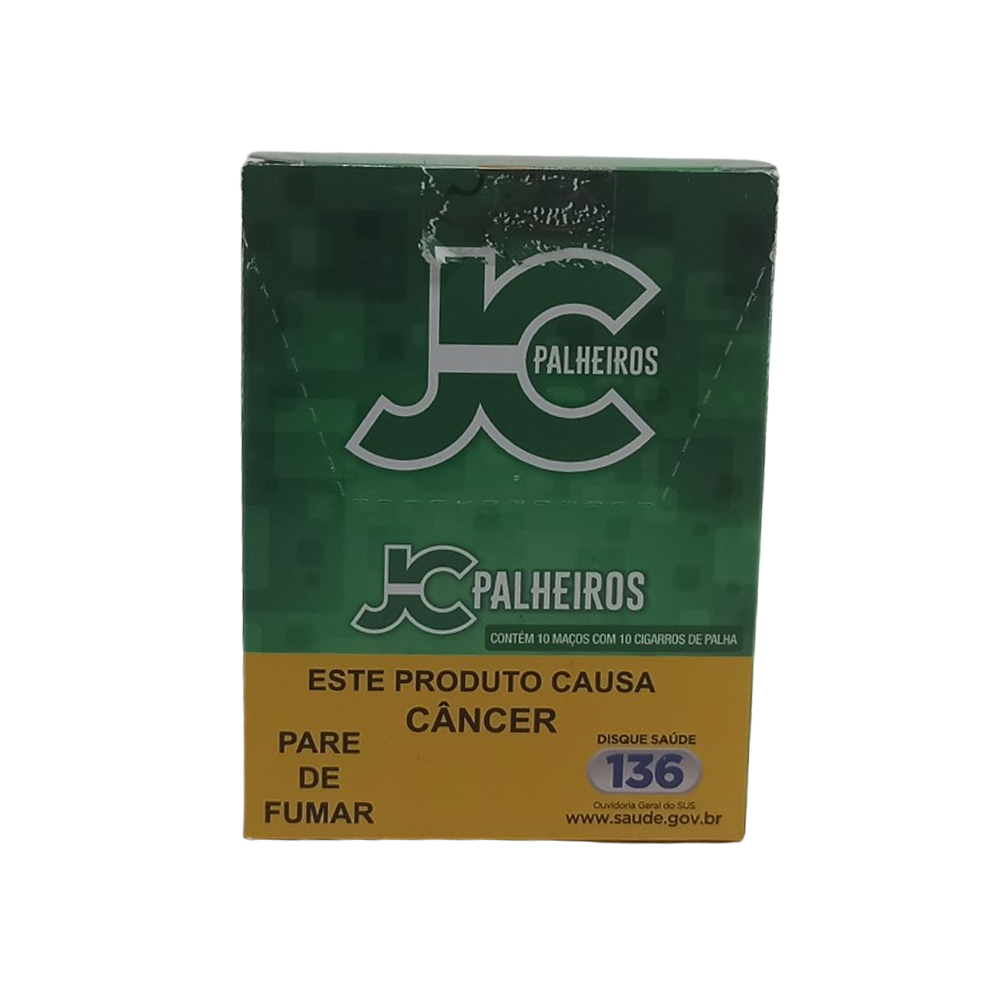 JC
PALHEIROS
JC PALHEIROS
CONTÉM 10 MAÇOS COM 10 CIGARROS DE PALHA
ESTE PRODUTO CAUSA
CÂNCER
PARE
DE
FUMAR
DISQUE SAÚDE
136
Ouvidoria Geral do SUS
www.saude.gov.br